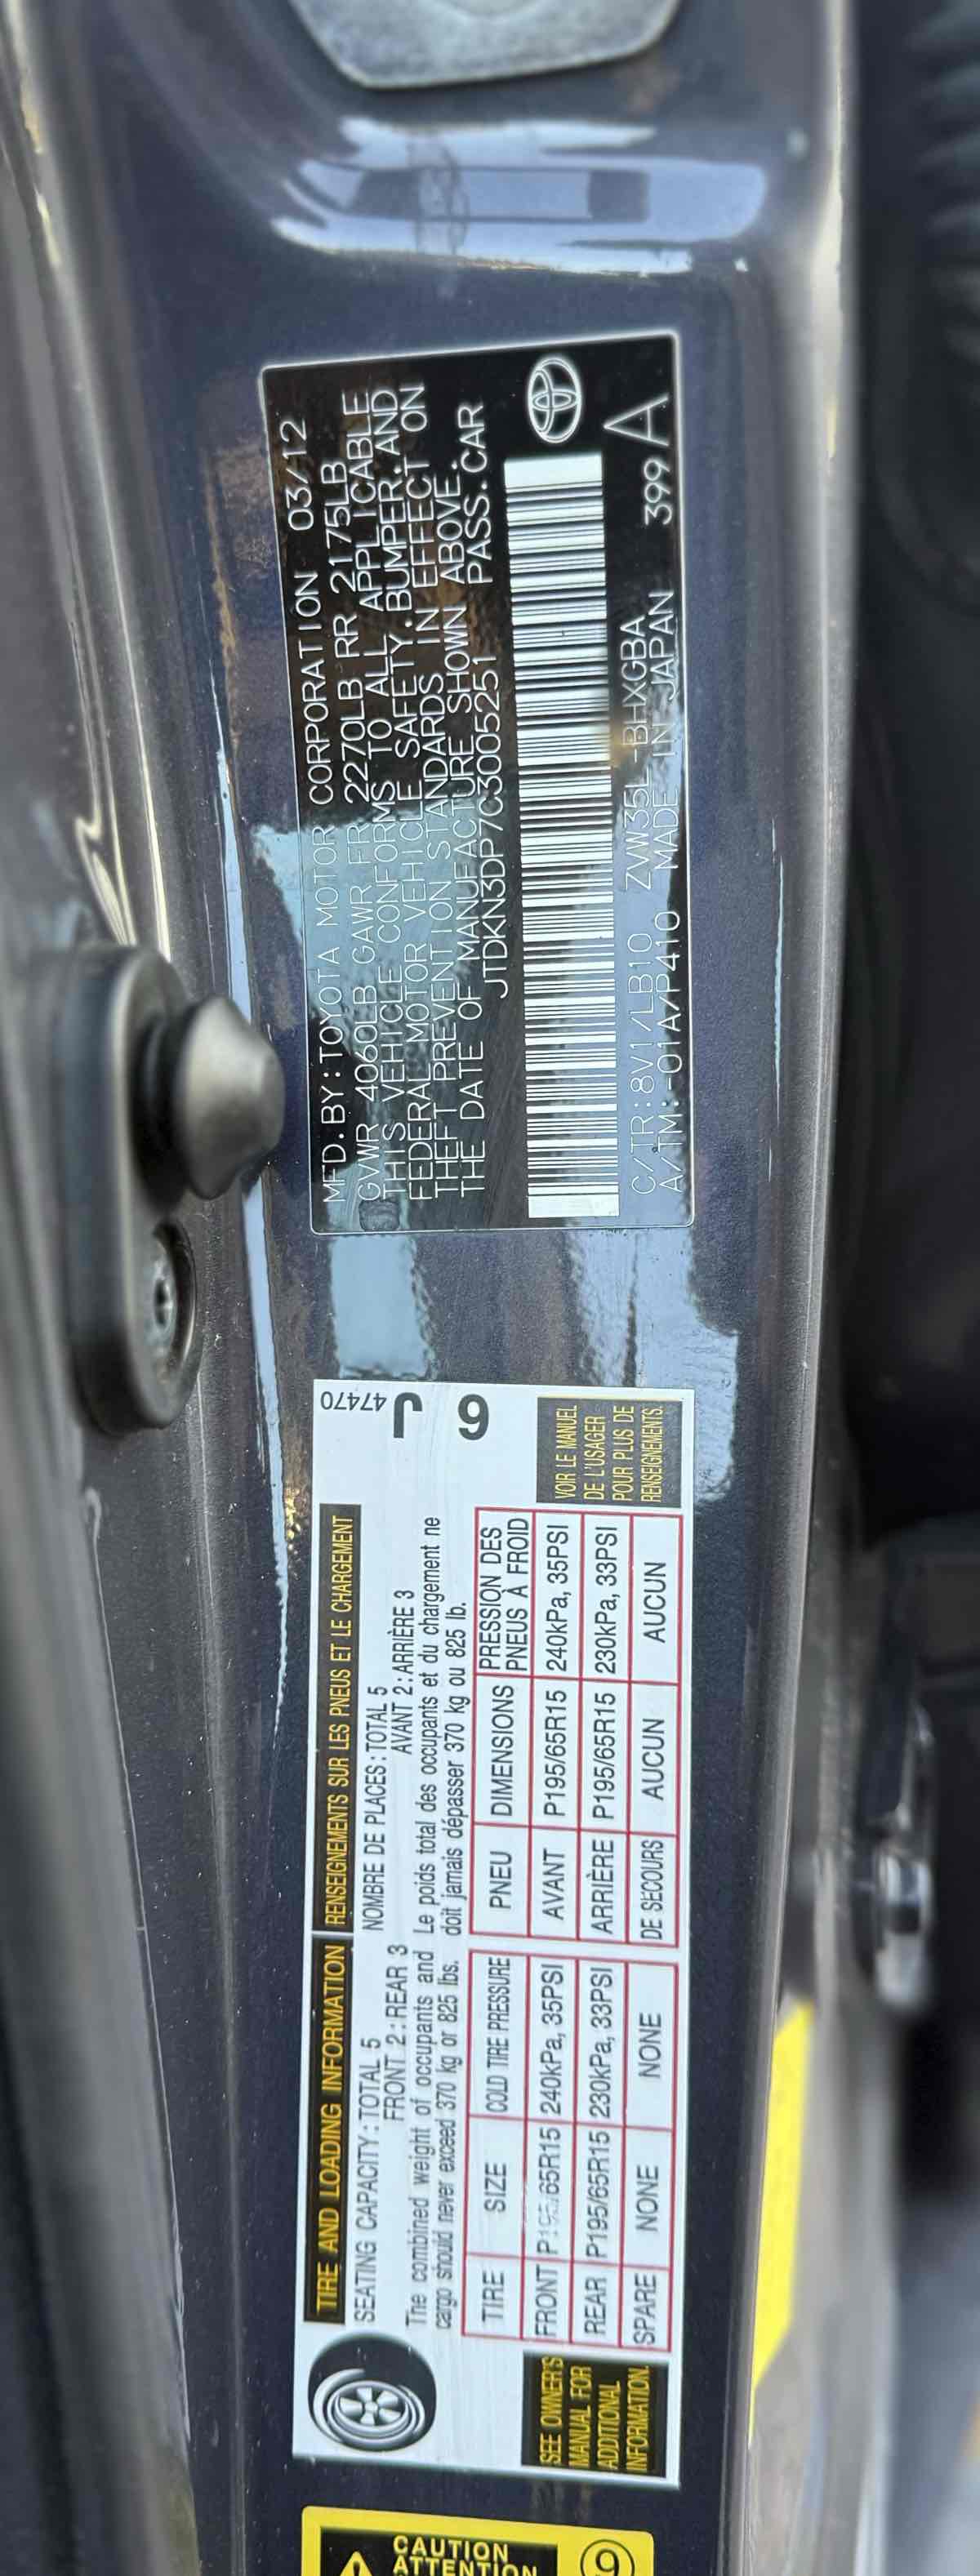 MFD.BY:TOYOTA MOTOR CORPORATION 03/12
GVWR 4060LB GAWR FR 2270LB RR 2175LB
THIS VEHICLE CONFORMS TO ALL APPLICABLE
FEDERAL MOTOR VEHICLE SAFETY.BUMPER.AND
THEFT PREVENTION STANDARDS IN EFFECT ON
THE DATE OF MANUFACTURE SHOWN ABOVE.
JTDKN3DP7C3005251 PASS.CAR
C/TR:8V1/LB10 ZVW35L-BHXGBA
A/TM:-01A/P410 MADE IN JAPAN 399A
TIRE AND LOADING INFORMATION
SEATING CAPACITY:TOTAL 5
FRONT 2:REAR 3
The combined weight of occupants and
cargo should never exceed 370 kg or 825 lbs.
TIRE SIZE COLD TIRE PRESSURE
FRONT P195/65R15 240kPa, 35PSI
REAR P195/65R15 230kPa, 33PSI
SPARE NONE NONE
SEE OWNER'S
MANUAL FOR
ADDITIONAL
INFORMATION.
RENSEIGNEMENTS SUR LES PNEUS ET LE CHARGEMENT
NOMBRE DE PLACES:TOTAL 5
AVANT 2:ARRIÈRE 3
Le poids total des occupants et du chargement ne
doit jamais dépasser 370 kg ou 825 lb.
PNEU DIMENSIONS PRESSION DES
PNEUS À FROID
AVANT P195/65R15 240kPa, 35PSI
ARRIÈRE P195/65R15 230kPa, 33PSI
DE SECOURS AUCUN AUCUN
VOIR LE MANUEL
DE L'USAGER
POUR PLUS DE
RENSEIGNEMENTS.
47470
J
9
CAUTION
ATTENTION